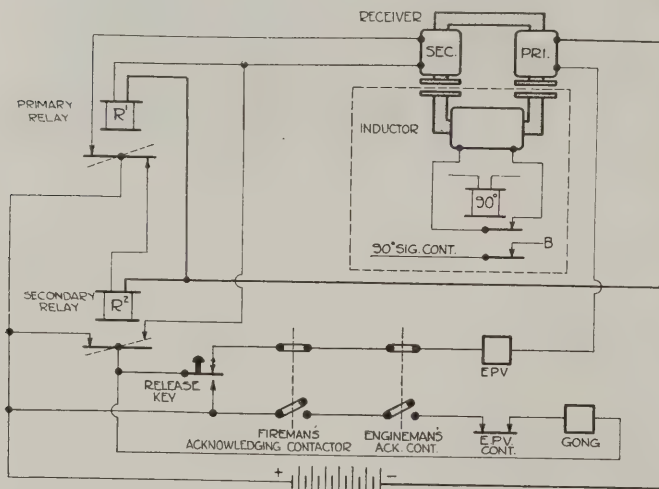 RECEIVER
SEC.
PRI.
PRIMARY
RELAY
R¹
INDUCTOR
90°
90° SIG. CONT.
B
SECONDARY
RELAY
R²
RELEASE
KEY
EPV
FIREMAN'S
ACKNOWLEDGING CONTACTOR
ENGINEMAN'S
ACK. CONT.
E.P.V.
CONT.
GONG
+
-